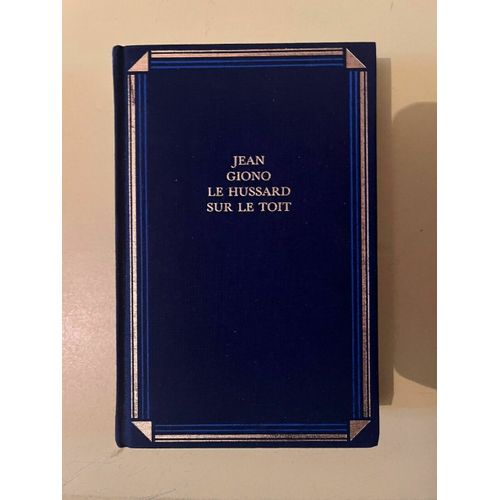 JEAN
GIONO
LE HUSSARD
SUR LE TOIT